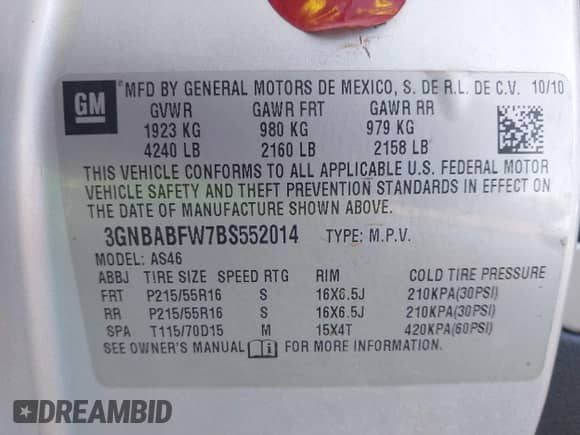 GM
MFD BY GENERAL MOTORS DE MEXICO, S. DE R.L. DE C.V. 10/10
GVWR GAWR FRT GAWR RR
1923 KG 980 KG 979 KG
4240 LB 2160 LB 2158 LB
THIS VEHICLE CONFORMS TO ALL APPLICABLE U.S. FEDERAL MOTOR
VEHICLE SAFETY AND THEFT PREVENTION STANDARDS IN EFFECT ON
THE DATE OF MANUFACTURE SHOWN ABOVE.
3GNBABFW7BS552014 TYPE: M.P.V.
MODEL: AS46
ABBJ TIRE SIZE SPEED RTG RIM COLD TIRE PRESSURE
FRT P215/55R16 S 16X6.5J 210KPA(30PSI)
RR P215/55R16 S 16X6.5J 210KPA(30PSI)
SPA T115/70D15 M 15X4T 420KPA(60PSI)
SEE OWNER'S MANUAL FOR MORE INFORMATION.
DREAMBID